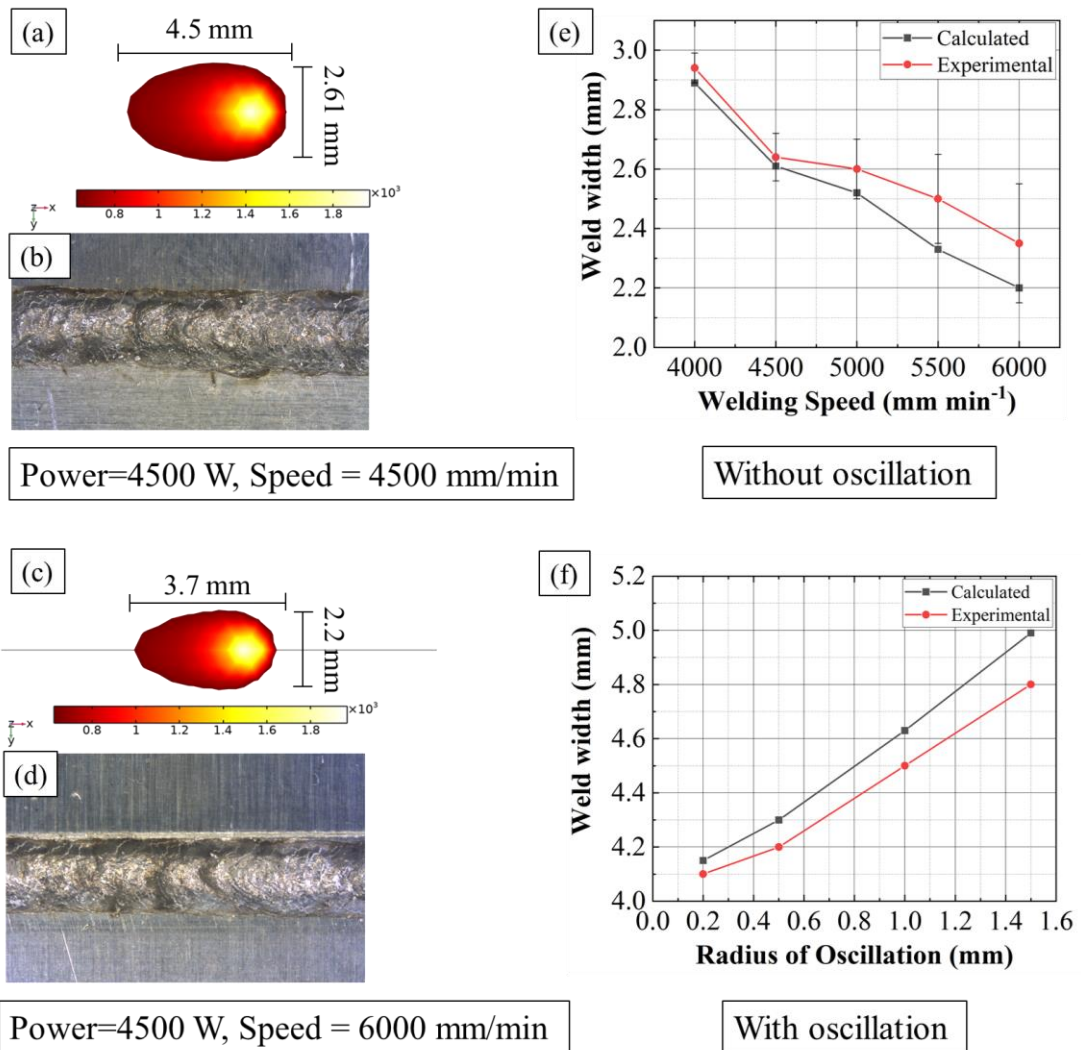 (a)
4.5 mm
2.61 mm
×10³
0.8 1 1.2 1.4 1.6 1.8
z x
y
(b)
Power=4500 W, Speed = 4500 mm/min
(c)
3.7 mm
2.2 mm
×10³
0.8 1 1.2 1.4 1.6 1.8
z x
y
(d)
Power=4500 W, Speed = 6000 mm/min
(e)
Calculated
Experimental
Weld width (mm)
3.0
2.8
2.6
2.4
2.2
2.0
4000 4500 5000 5500 6000
Welding Speed (mm min⁻¹)
Without oscillation
(f)
Calculated
Experimental
Weld width (mm)
5.2
5.0
4.8
4.6
4.4
4.2
4.0
0.0 0.2 0.4 0.6 0.8 1.0 1.2 1.4 1.6
Radius of Oscillation (mm)
With oscillation